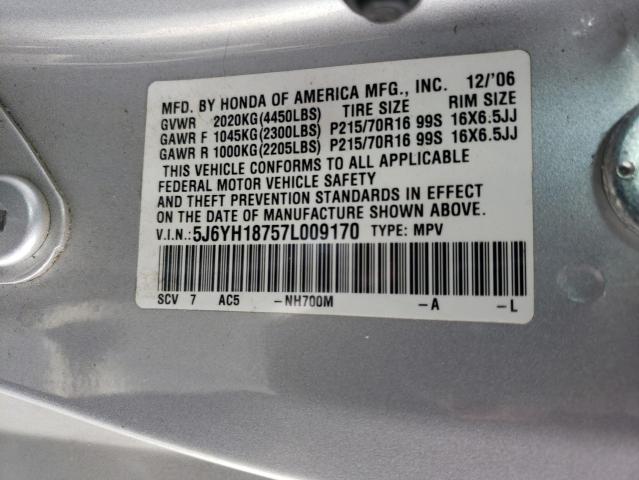 MFD. BY HONDA OF AMERICA MFG., INC. 12/'06
GVWR 2020KG(4450LBS) TIRE SIZE RIM SIZE
GAWR F 1045KG(2300LBS) P215/70R16 99S 16X6.5JJ
GAWR R 1000KG(2205LBS) P215/70R16 99S 16X6.5JJ
THIS VEHICLE CONFORMS TO ALL APPLICABLE
FEDERAL MOTOR VEHICLE SAFETY
AND THEFT PREVENTION STANDARDS IN EFFECT
ON THE DATE OF MANUFACTURE SHOWN ABOVE.
V.I.N.:5J6YH18757L009170 TYPE: MPV
SCV 7 AC5 -NH700M -A -L